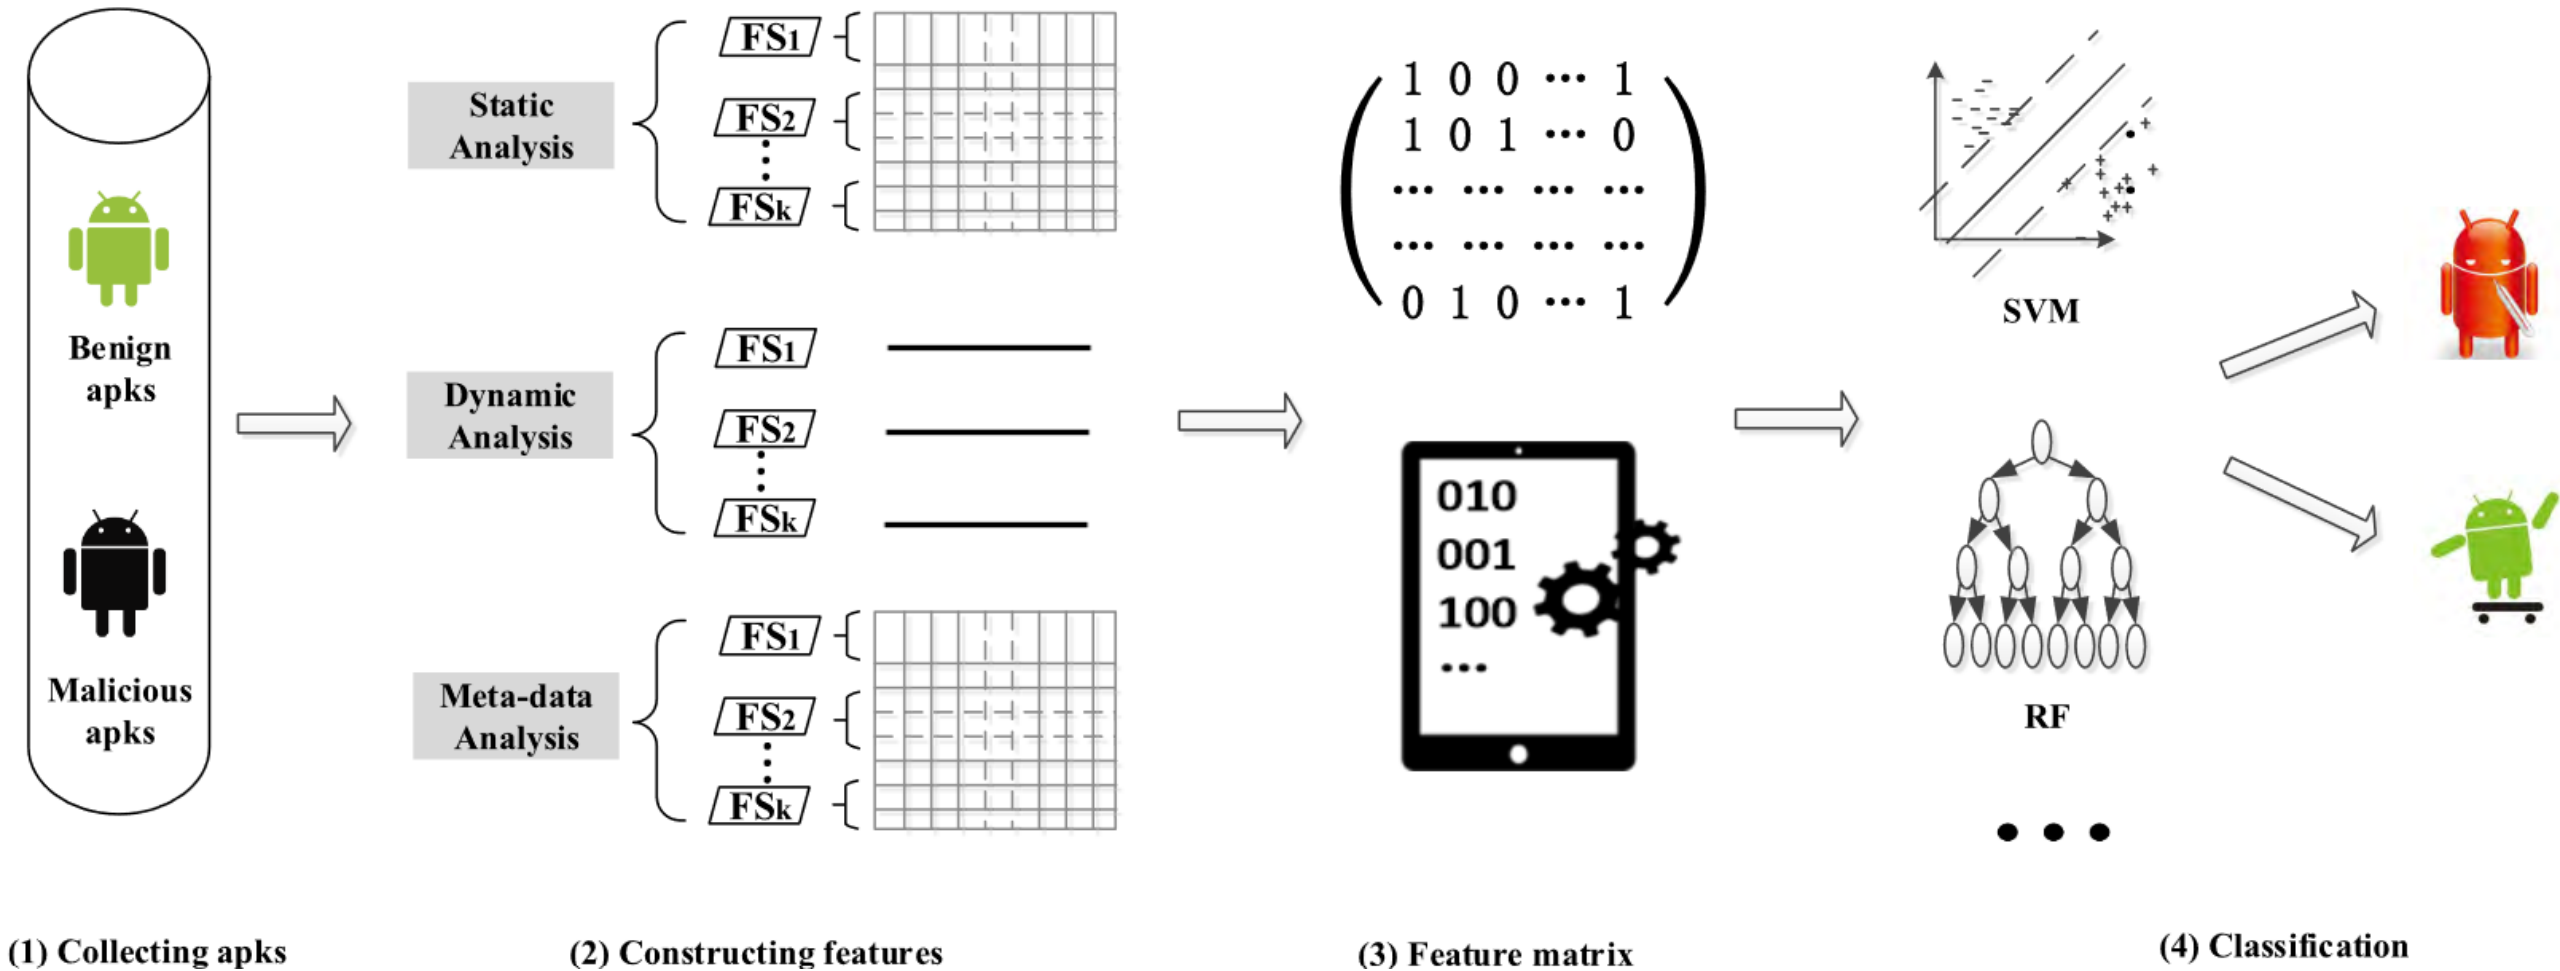 Benign
apks
Malicious
apks
(1) Collecting apks
Static
Analysis
FS1
FS2
FSk
Dynamic
Analysis
FS1
FS2
FSk
Meta-data
Analysis
FS1
FS2
FSk
(2) Constructing features
1 0 0 ··· 1
1 0 1 ··· 0
··· ··· ··· ···
··· ··· ··· ···
0 1 0 ··· 1
010
001
100
...
(3) Feature matrix
SVM
RF
• • •
(4) Classification